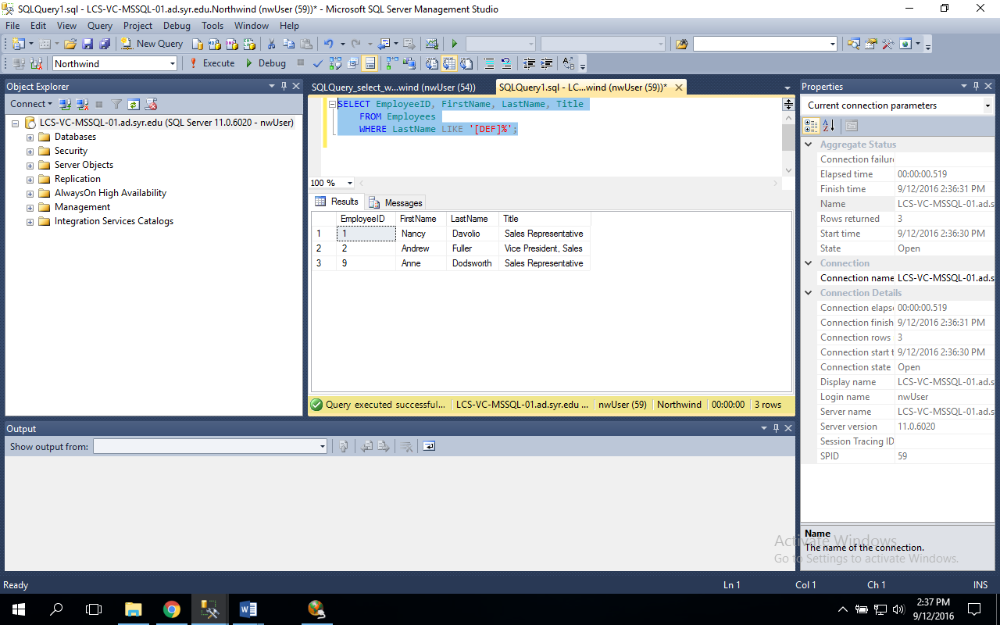 SQLQuery1.sql - LCS-VC-MSSQL-01.ad.syr.edu.Northwind (nwUser (59))* - Microsoft SQL Server Management Studio
File Edit View Query Project Debug Tools Window Help
New Query
Northwind Execute Debug
Object Explorer
Connect
LCS-VC-MSSQL-01.ad.syr.edu (SQL Server 11.0.6020 - nwUser)
Databases
Security
Server Objects
Replication
AlwaysOn High Availability
Management
Integration Services Catalogs
SQLQuery_select_w...wind (nwUser (54)) SQLQuery1.sql - LC...wind (nwUser (59))*
SELECT EmployeeID, FirstName, LastName, Title
FROM Employees
WHERE LastName LIKE '[DEF]%';
100 %
Results Messages
EmployeeID FirstName LastName Title
1 1 Nancy Davolio Sales Representative
2 2 Andrew Fuller Vice President, Sales
3 9 Anne Dodsworth Sales Representative
Query executed successful... LCS-VC-MSSQL-01.ad.syr.edu ... nwUser (59) Northwind 00:00:00 3 rows
Properties
Current connection parameters
Aggregate Status
Connection failur
Elapsed time 00:00:00.519
Finish time 9/12/2016 2:36:31 PM
Name LCS-VC-MSSQL-01.ad.s
Rows returned 3
Start time 9/12/2016 2:36:30 PM
State Open
Connection
Connection name LCS-VC-MSSQL-01.ad.s
Connection Details
Connection elaps 00:00:00.519
Connection finish 9/12/2016 2:36:31 PM
Connection rows 3
Connection start t 9/12/2016 2:36:30 PM
Connection state Open
Display name LCS-VC-MSSQL-01.ad.s
Login name nwUser
Server name LCS-VC-MSSQL-01.ad.s
Server version 11.0.6020
Session Tracing ID
SPID 59
Name
The name of the connection.
Activate Windows
Go to Settings to activate Windows.
Output
Show output from:
Ready Ln 1 Col 1 Ch 1 INS
2:37 PM
9/12/2016